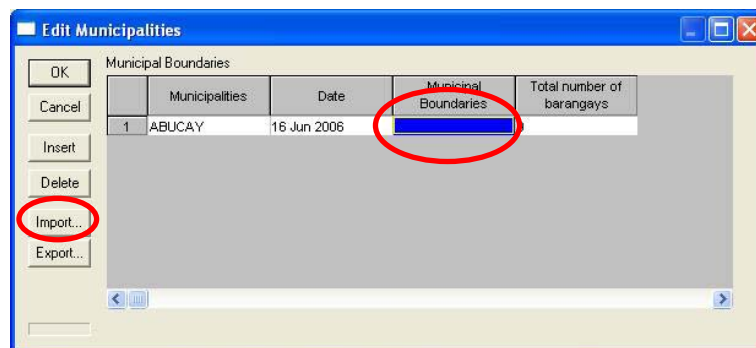 Edit Municipalities
OK
Cancel
Insert
Delete
Import...
Export...
Municipal Boundaries
Municipalities
Date
Municipal
Boundaries
Total number of
barangays
1
ABUCAY
16 Jun 2006